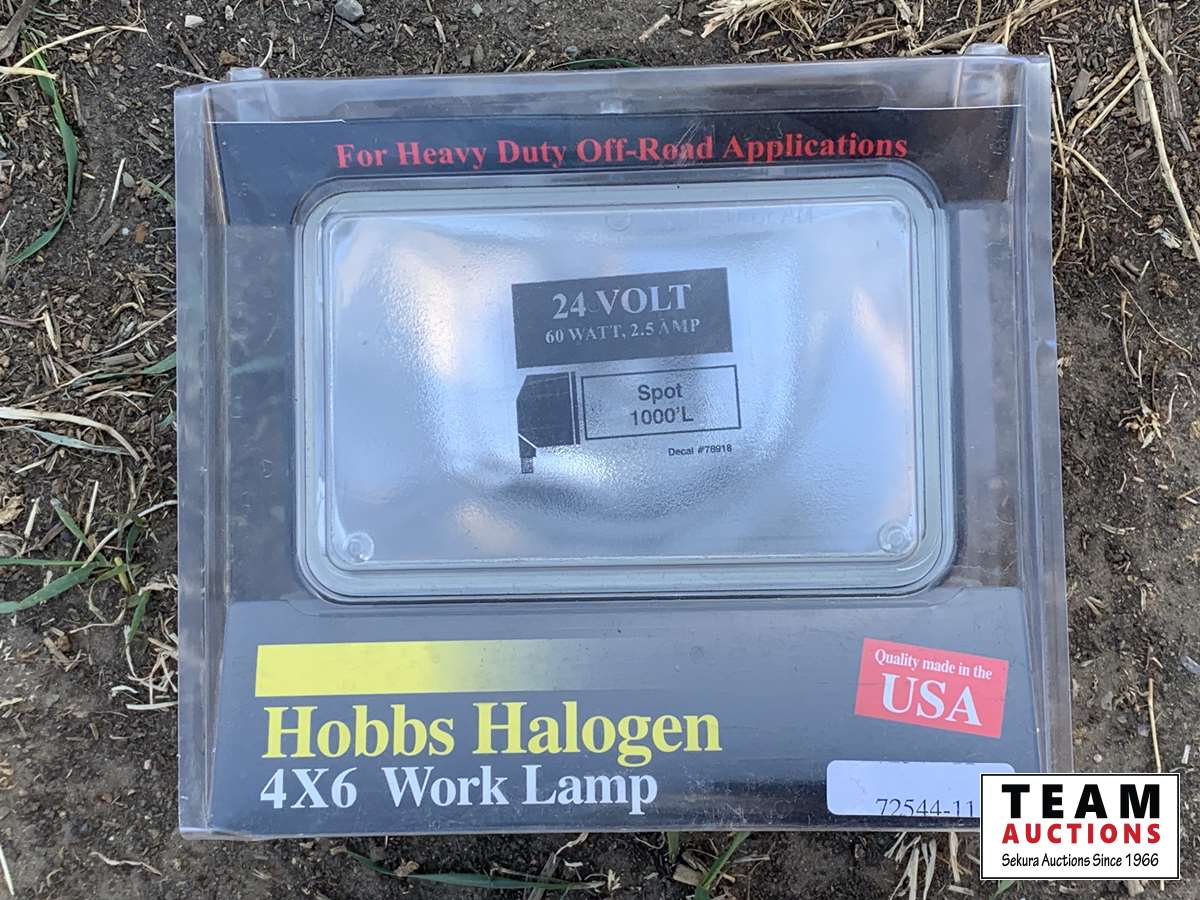 For Heavy Duty Off-Road Applications
24 VOLT
60 WATT, 2.5 AMP
Spot
1000'L
Decal #78918
Quality made in the
USA
Hobbs Halogen
4X6 Work Lamp
72544-11
TEAM
AUCTIONS
Sekura Auctions Since 1966